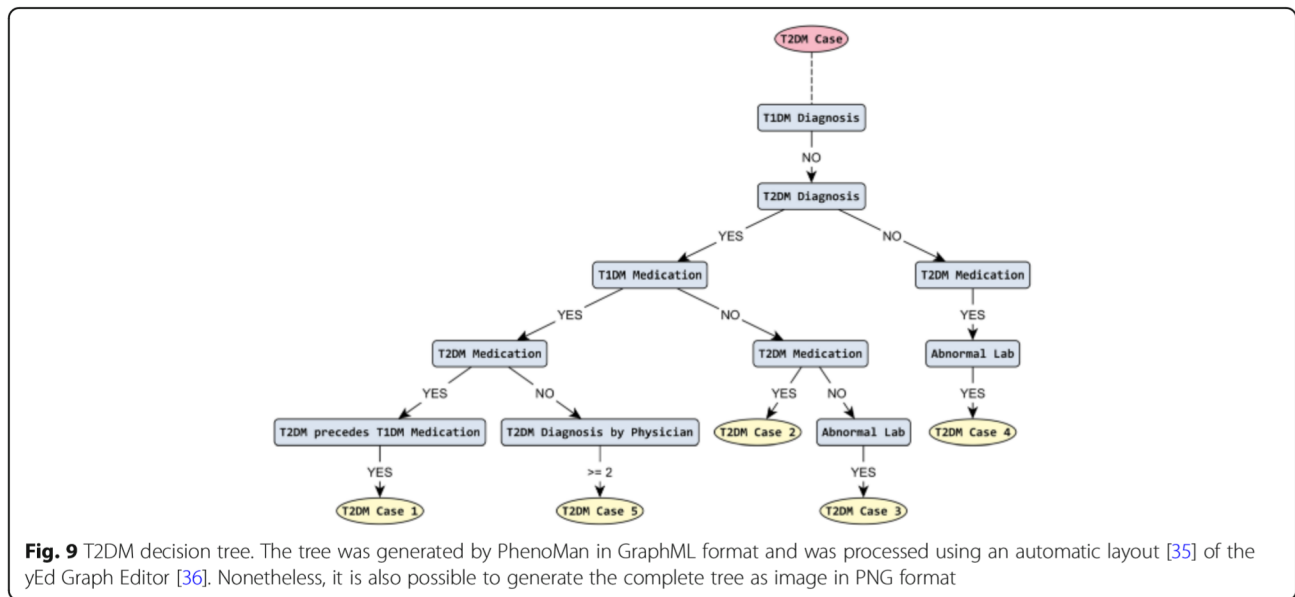 T2DM Case
T1DM Diagnosis
NO
T2DM Diagnosis
YES
NO
T1DM Medication
T2DM Medication
YES
NO
YES
T2DM Medication
T2DM Medication
Abnormal Lab
YES
NO
YES
NO
YES
T2DM precedes T1DM Medication
T2DM Diagnosis by Physician
T2DM Case 2
Abnormal Lab
T2DM Case 4
YES
>= 2
YES
T2DM Case 1
T2DM Case 5
T2DM Case 3
Fig. 9 T2DM decision tree. The tree was generated by PhenoMan in GraphML format and was processed using an automatic layout [35] of the
yEd Graph Editor [36]. Nonetheless, it is also possible to generate the complete tree as image in PNG format